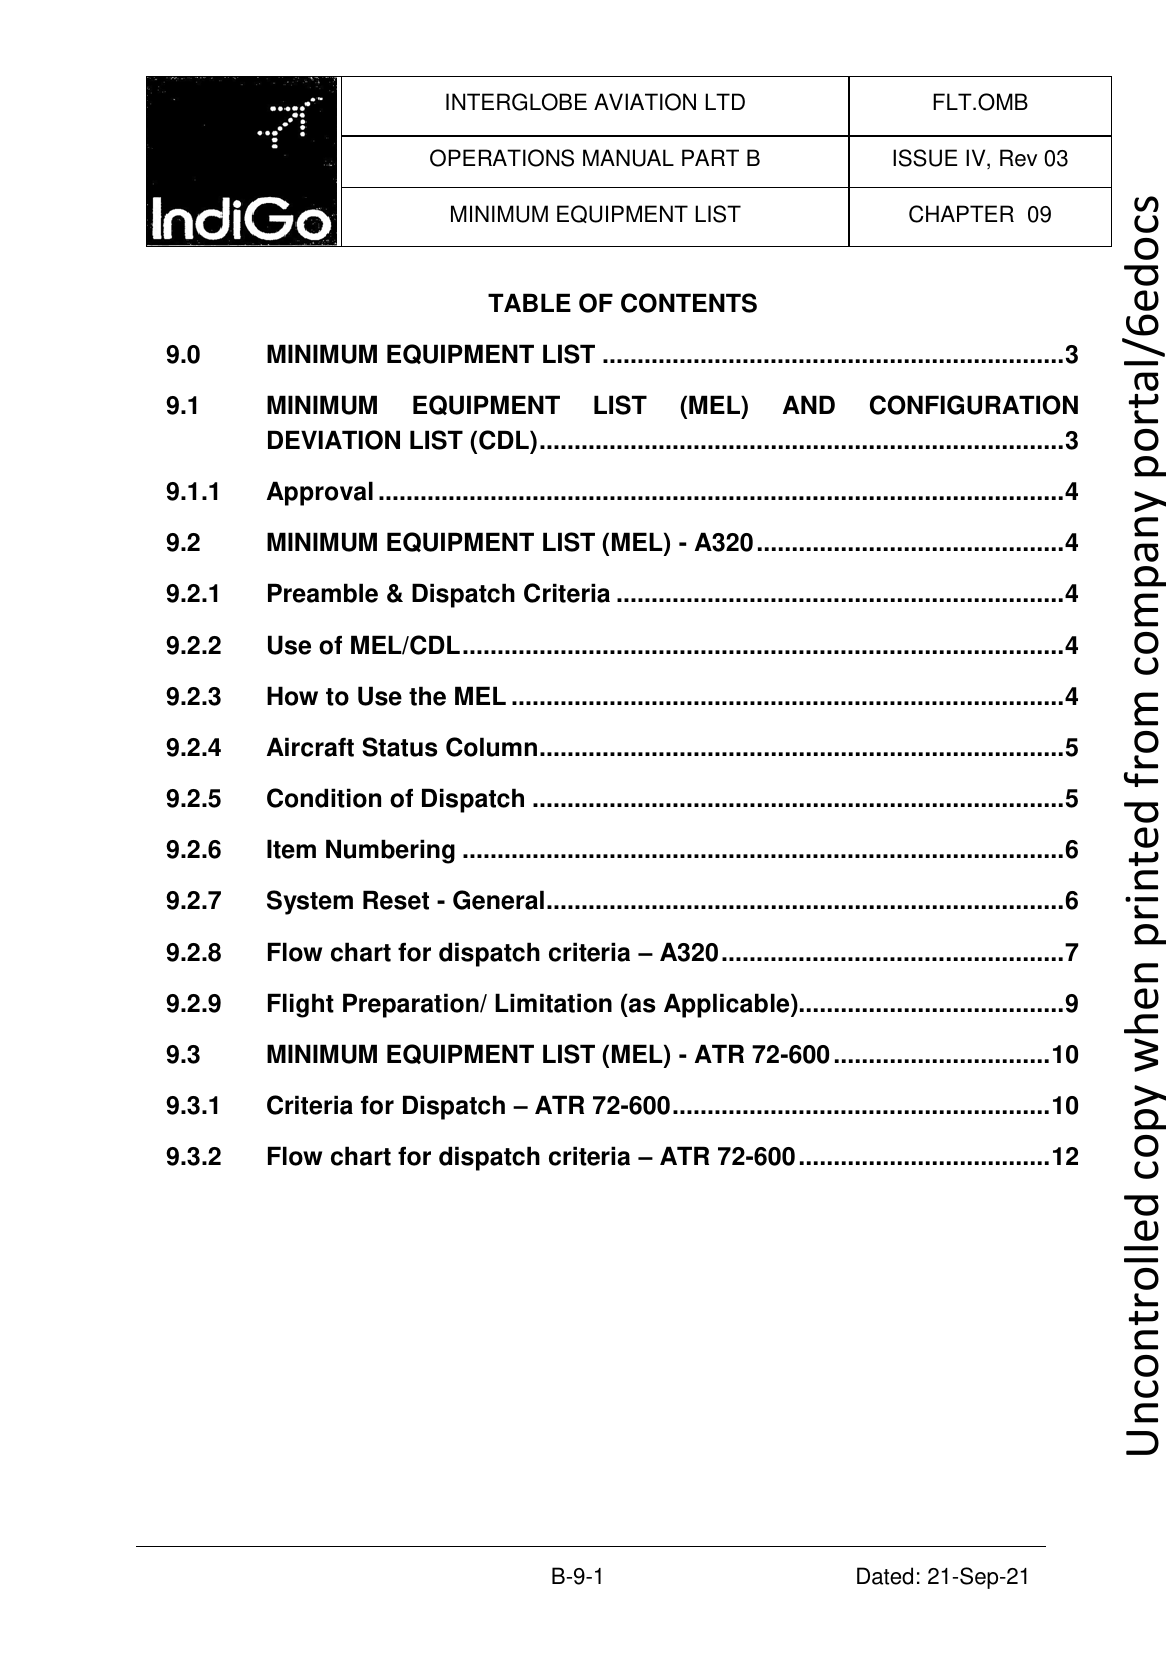 IndiGo
INTERGLOBE AVIATION LTD
FLT.OMB
OPERATIONS MANUAL PART B
ISSUE IV, Rev 03
MINIMUM EQUIPMENT LIST
CHAPTER 09
TABLE OF CONTENTS
9.0 MINIMUM EQUIPMENT LIST ..................................................................3
9.1 MINIMUM EQUIPMENT LIST (MEL) AND CONFIGURATION
DEVIATION LIST (CDL)...........................................................................3
9.1.1 Approval ..................................................................................................4
9.2 MINIMUM EQUIPMENT LIST (MEL) - A320............................................4
9.2.1 Preamble & Dispatch Criteria ................................................................4
9.2.2 Use of MEL/CDL......................................................................................4
9.2.3 How to Use the MEL ...............................................................................4
9.2.4 Aircraft Status Column...........................................................................5
9.2.5 Condition of Dispatch ............................................................................5
9.2.6 Item Numbering ......................................................................................6
9.2.7 System Reset - General..........................................................................6
9.2.8 Flow chart for dispatch criteria – A320.................................................7
9.2.9 Flight Preparation/ Limitation (as Applicable)......................................9
9.3 MINIMUM EQUIPMENT LIST (MEL) - ATR 72-600...............................10
9.3.1 Criteria for Dispatch – ATR 72-600......................................................10
9.3.2 Flow chart for dispatch criteria – ATR 72-600....................................12
B-9-1
Dated: 21-Sep-21
Uncontrolled copy when printed from company portal/6edocs